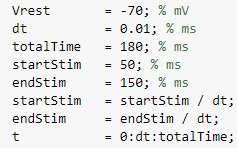 Vrest = -70; % mV
dt = 0.01; % ms
totalTime = 180; % ms
startStim = 50; % ms
endStim = 150; % ms
startStim = startStim / dt;
endStim = endStim / dt;
t = 0:dt:totalTime;